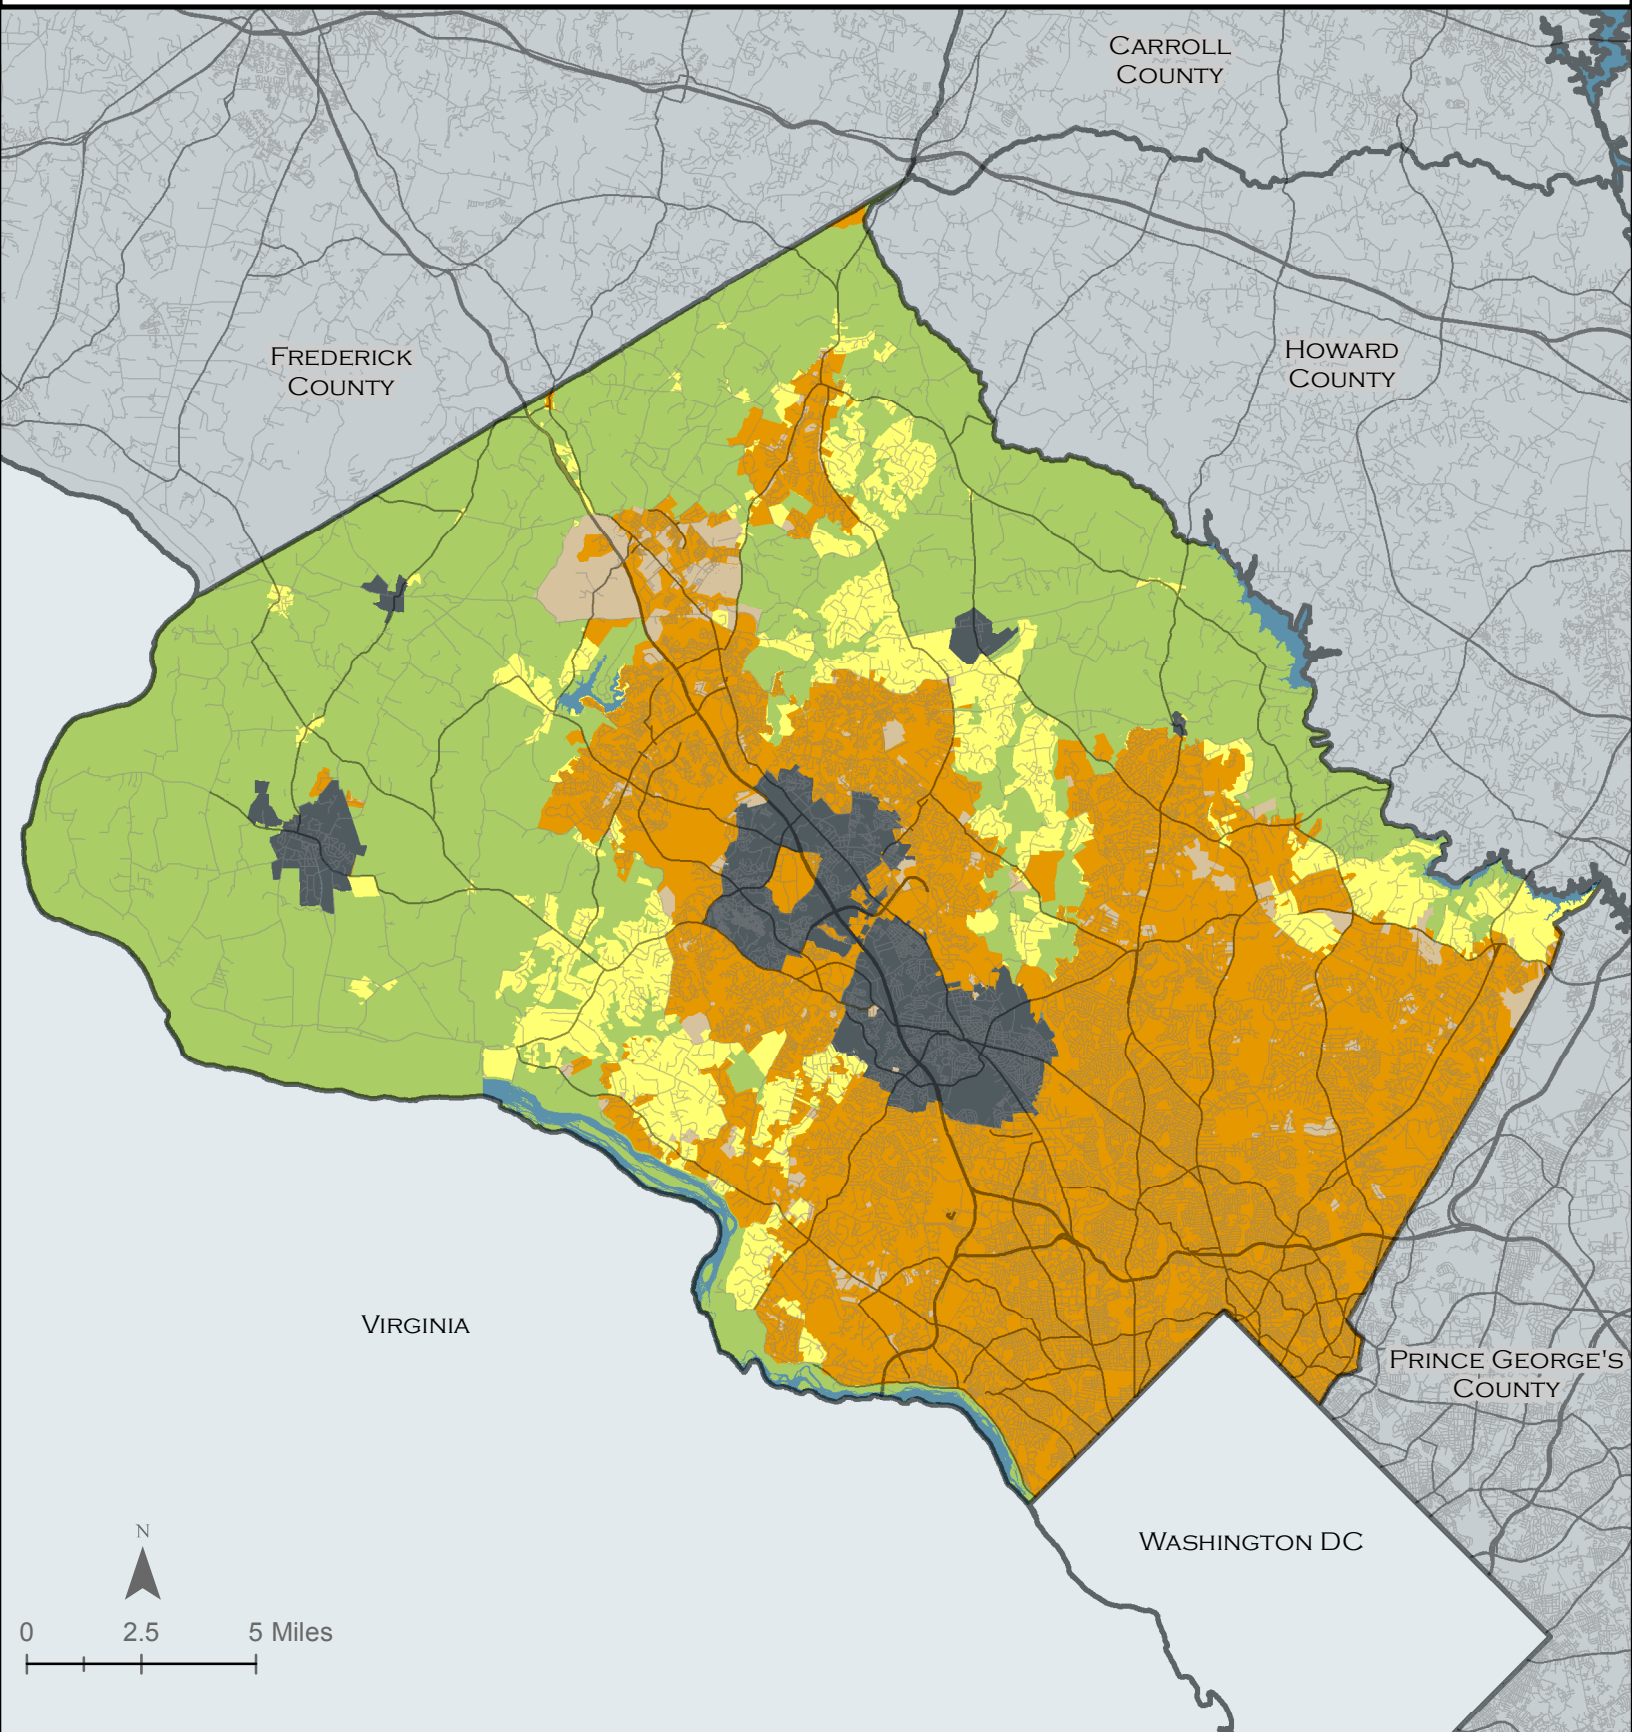 CARROLL
COUNTY
FREDERICK
COUNTY
HOWARD
COUNTY
VIRGINIA
PRINCE GEORGE'S
COUNTY
WASHINGTON DC
N
0 2.5 5 Miles